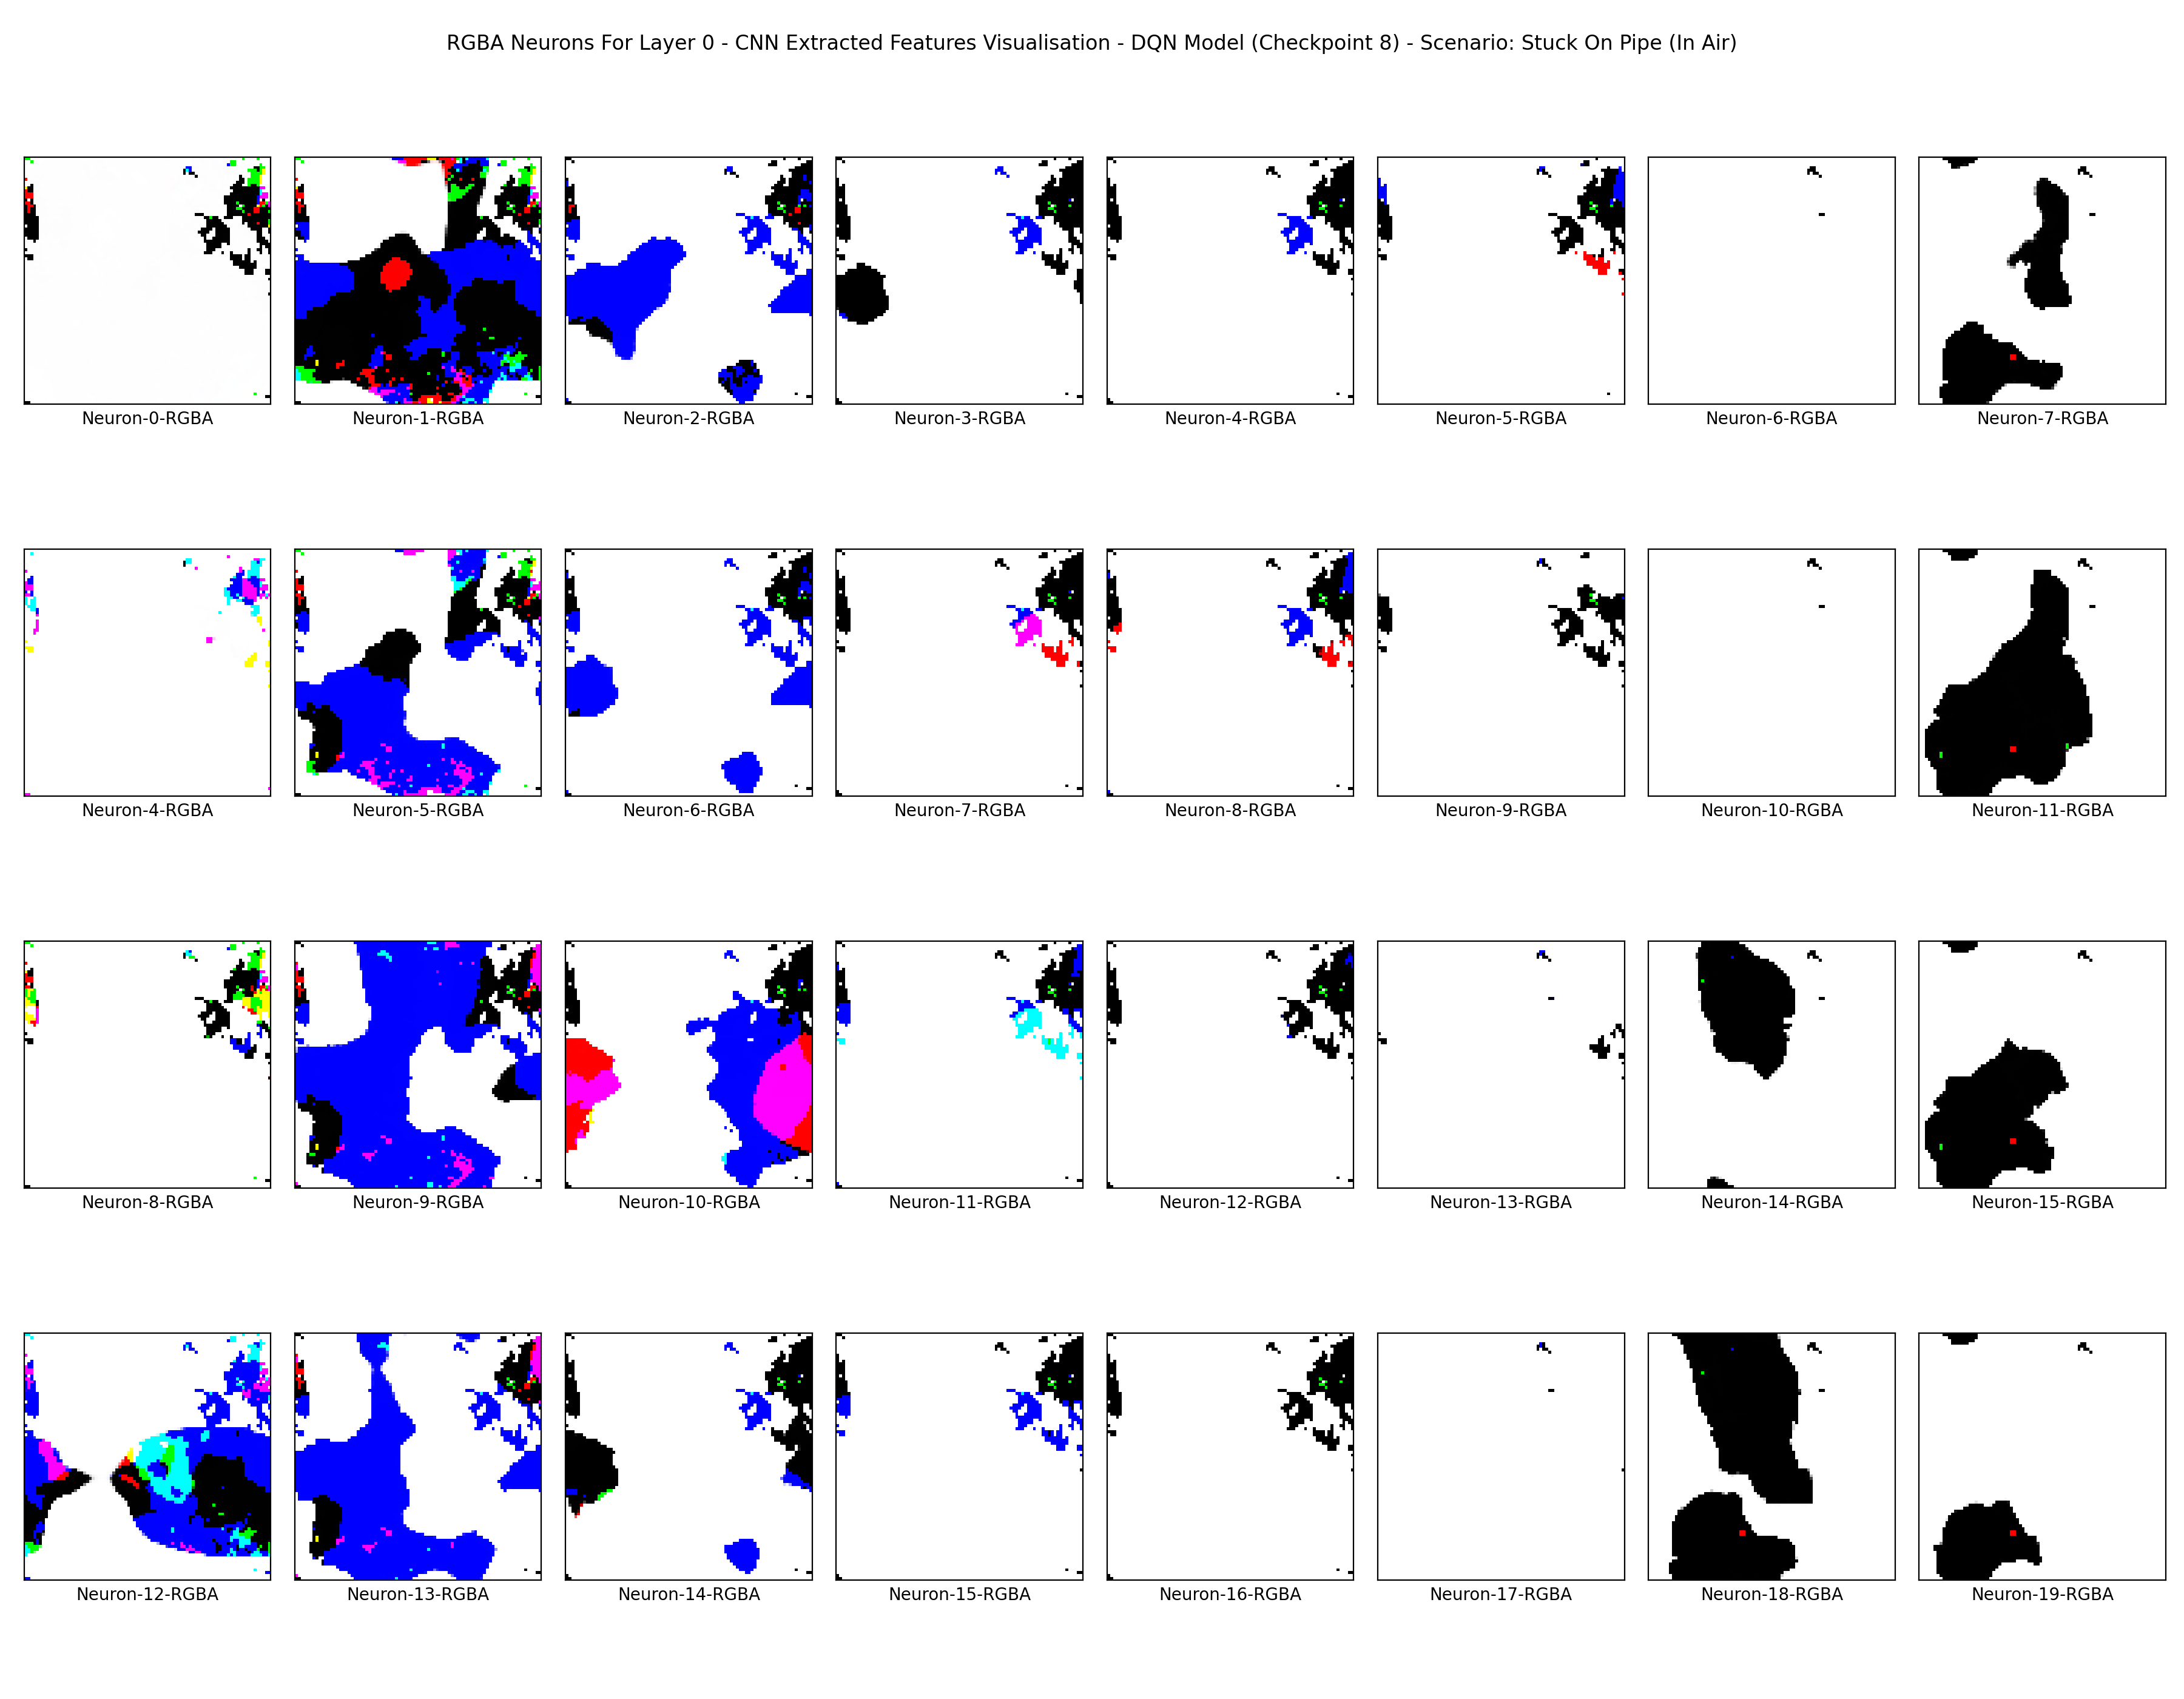 RGBA Neurons For Layer 0 - CNN Extracted Features Visualisation - DQN Model (Checkpoint 8) - Scenario: Stuck On Pipe (In Air)
Neuron-0-RGBA
Neuron-1-RGBA
Neuron-2-RGBA
Neuron-3-RGBA
Neuron-4-RGBA
Neuron-5-RGBA
Neuron-6-RGBA
Neuron-7-RGBA
Neuron-4-RGBA
Neuron-5-RGBA
Neuron-6-RGBA
Neuron-7-RGBA
Neuron-8-RGBA
Neuron-9-RGBA
Neuron-10-RGBA
Neuron-11-RGBA
Neuron-8-RGBA
Neuron-9-RGBA
Neuron-10-RGBA
Neuron-11-RGBA
Neuron-12-RGBA
Neuron-13-RGBA
Neuron-14-RGBA
Neuron-15-RGBA
Neuron-12-RGBA
Neuron-13-RGBA
Neuron-14-RGBA
Neuron-15-RGBA
Neuron-16-RGBA
Neuron-17-RGBA
Neuron-18-RGBA
Neuron-19-RGBA